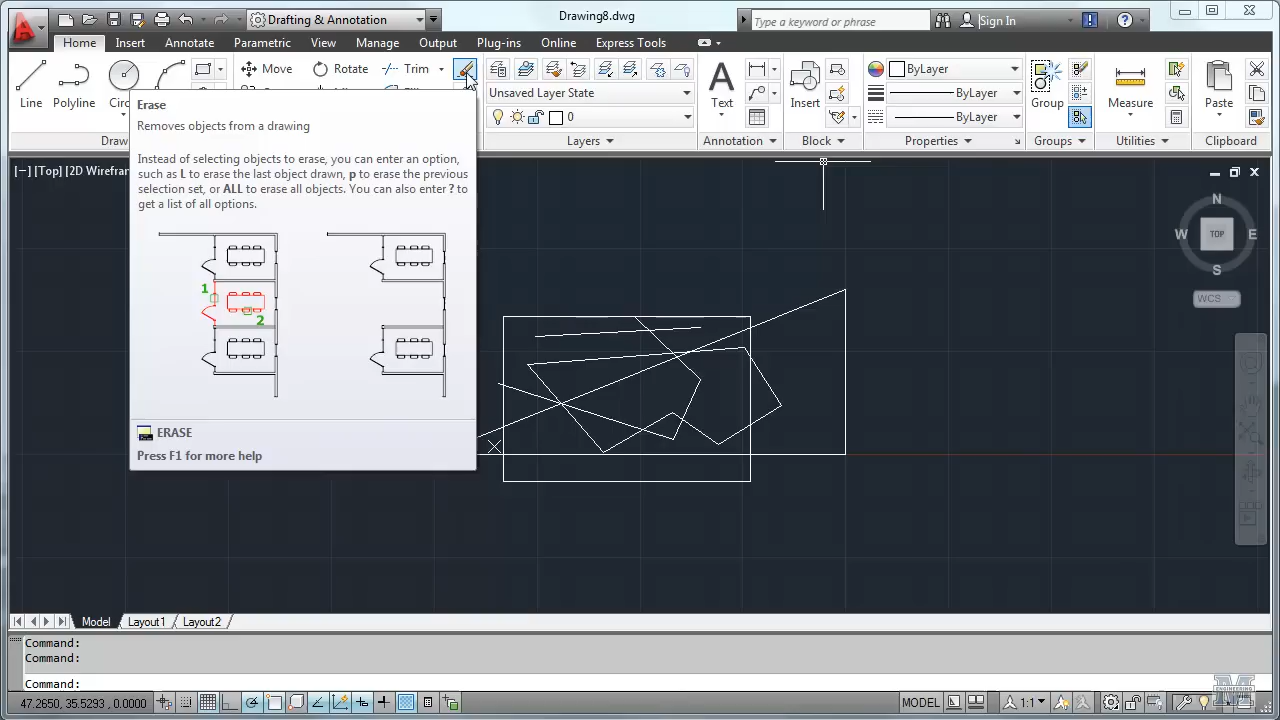 Drafting & Annotation
Drawing8.dwg
Type a keyword or phrase
Sign In
Home Insert Annotate Parametric View Manage Output Plug-ins Online Express Tools
Move Rotate Trim
Line Polyline Circ
Unsaved Layer State
0
Layers
Text
Annotation
Insert
Block
ByLayer
ByLayer
ByLayer
Properties
Group
Groups
Measure
Utilities
Paste
Clipboard
Draw
Erase
Removes objects from a drawing
Instead of selecting objects to erase, you can enter an option,
such as L to erase the last object drawn, p to erase the previous
selection set, or ALL to erase all objects. You can also enter ? to
get a list of all options.
1
2
ERASE
Press F1 for more help
[−] [Top] [2D Wirefram
N
W TOP E
S
WCS
Model Layout1 Layout2
Command:
Command:
Command:
47.2650, 35.5293, 0.0000
MODEL
1:1